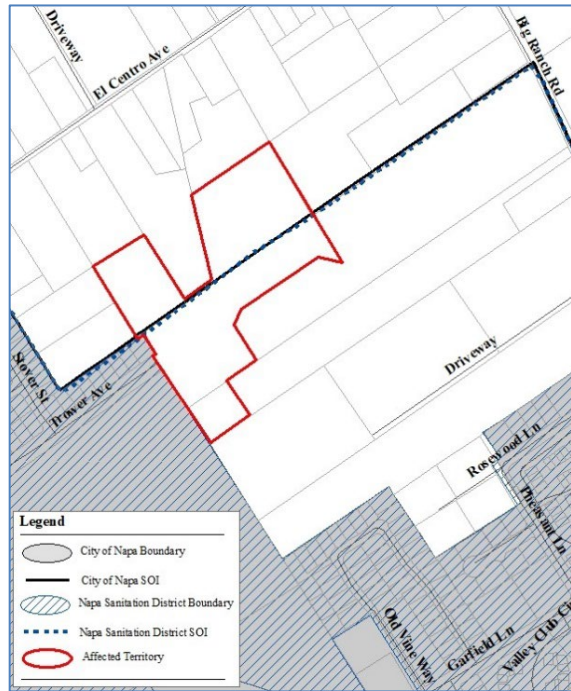 Driveway
El Centro Ave
Big Ranch Rd
Stover St
Trower Ave
Driveway
Rosewood Ln
Pheasant Ln
Old Vine Way
Garfield Ln
Valley Club Ci
Legend
City of Napa Boundary
City of Napa SOI
Napa Sanitation District Boundary
Napa Sanitation District SOI
Affected Territory